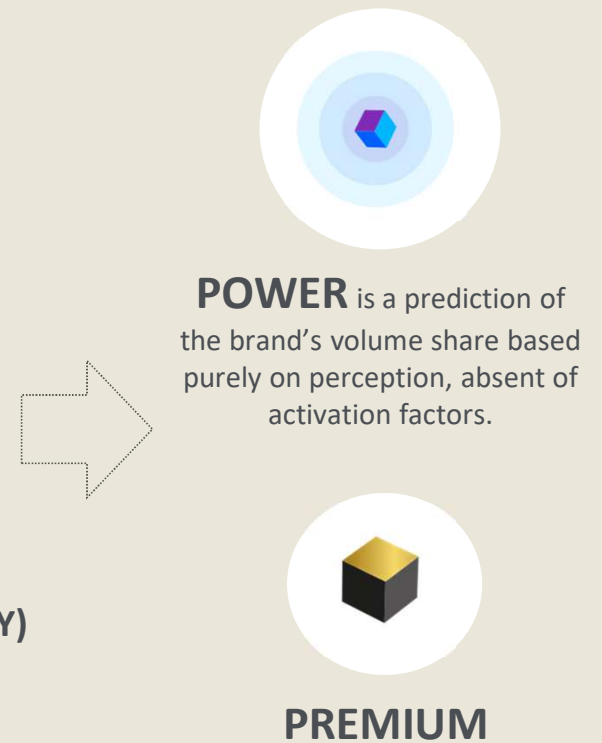 POWER is a prediction of
the brand's volume share based
purely on perception, absent of
activation factors.
Y)
PREMIUM